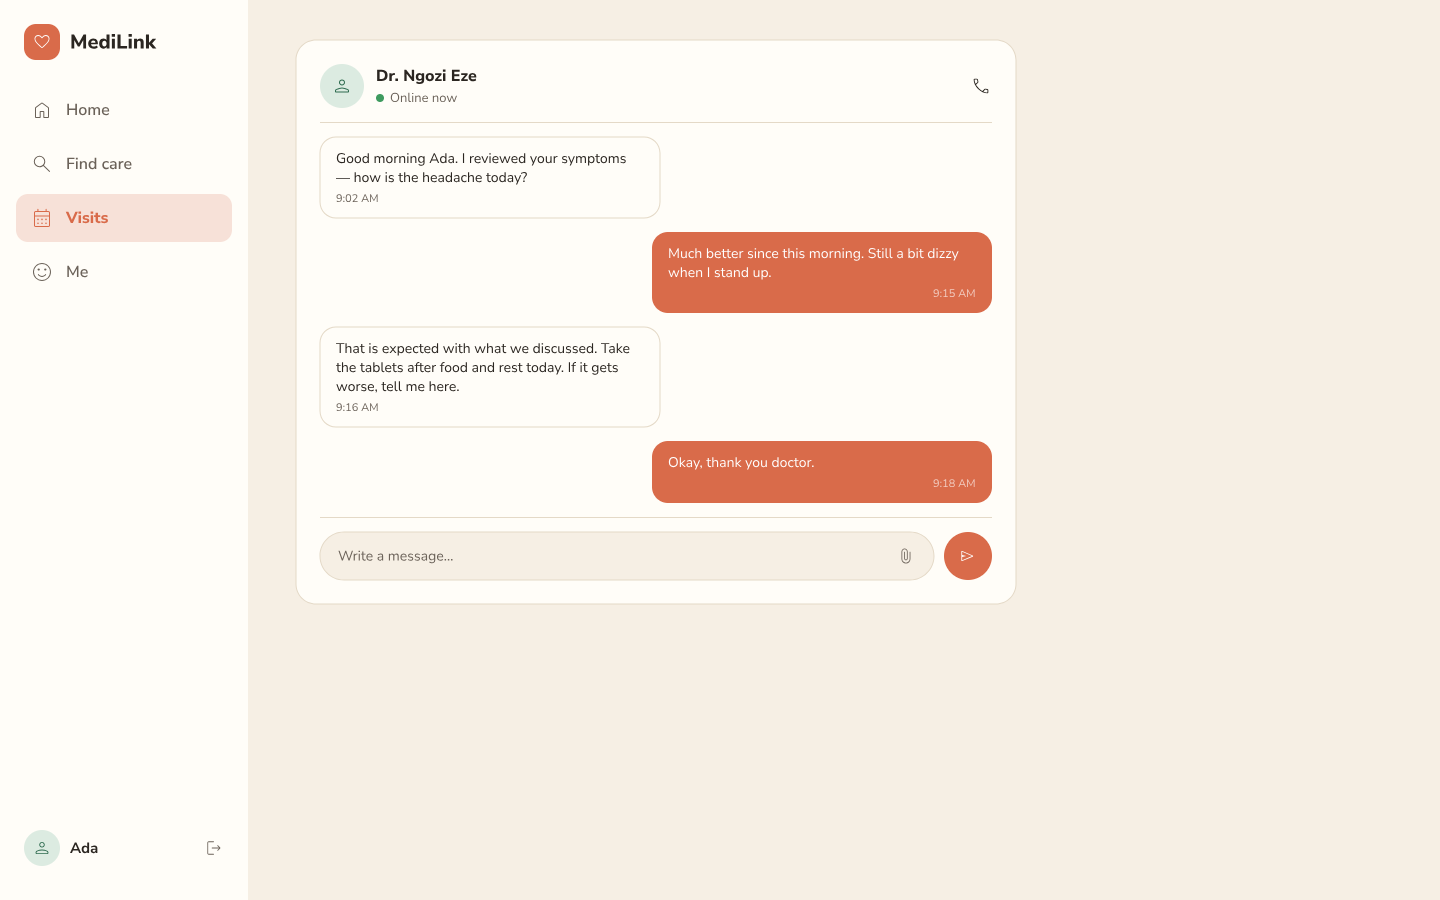 MediLink
Home
Find care
Visits
Me
Ada
Dr. Ngozi Eze
Online now
Good morning Ada. I reviewed your symptoms
— how is the headache today?
9:02 AM
Much better since this morning. Still a bit dizzy
when I stand up.
9:15 AM
That is expected with what we discussed. Take
the tablets after food and rest today. If it gets
worse, tell me here.
9:16 AM
Okay, thank you doctor.
9:18 AM
Write a message...